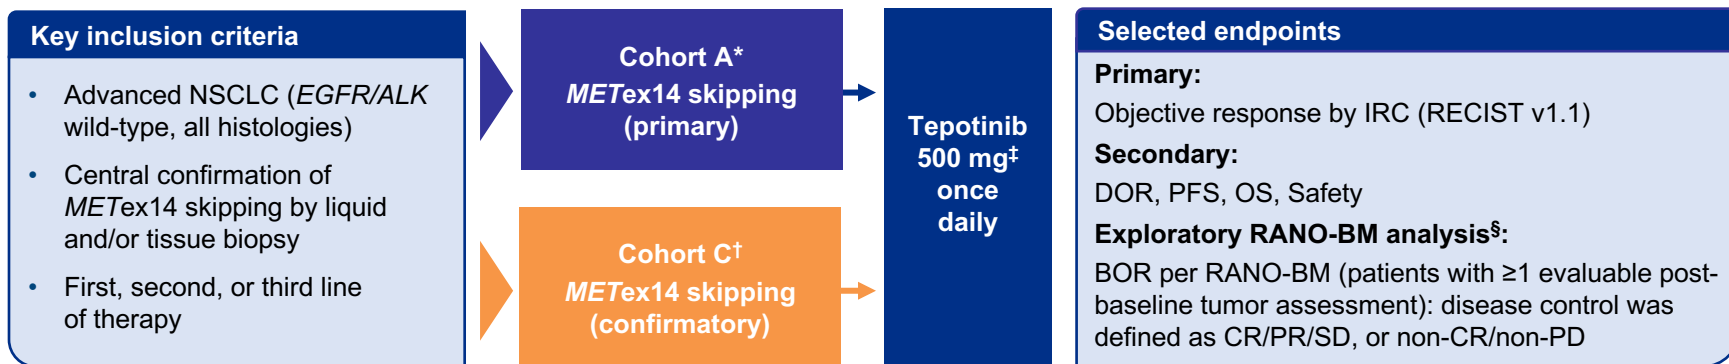 Key inclusion criteria
• Advanced NSCLC (EGFR/ALK
wild-type, all histologies)
• Central confirmation of
METex14 skipping by liquid
and/or tissue biopsy
• First, second, or third line
of therapy
Cohort A*
METex14 skipping
(primary)
Cohort C†
METex14 skipping
(confirmatory)
Tepotinib
500 mg‡
once
daily
Selected endpoints
Primary:
Objective response by IRC (RECIST v1.1)
Secondary:
DOR, PFS, OS, Safety
Exploratory RANO-BM analysis§:
BOR per RANO-BM (patients with ≥1 evaluable post-
baseline tumor assessment): disease control was
defined as CR/PR/SD, or non-CR/non-PD